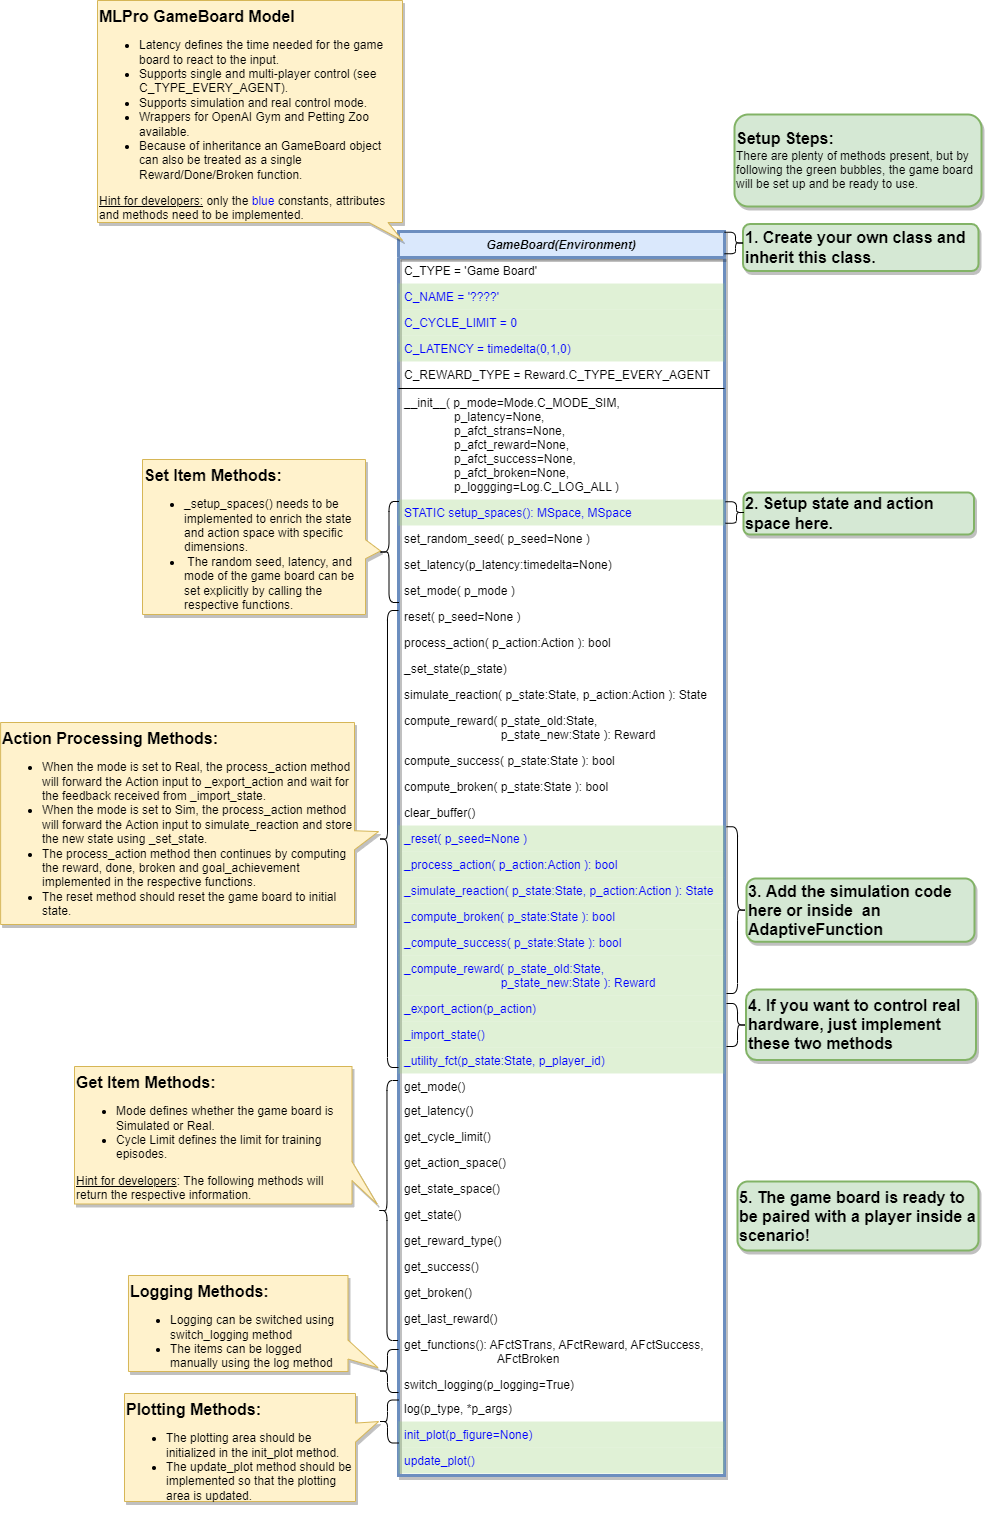 MLPro GameBoard Model
• Latency defines the time needed for the game
board to react to the input.
• Supports single and multi-player control (see
C_TYPE_EVERY_AGENT).
• Supports simulation and real control mode.
• Wrappers for OpenAI Gym and Petting Zoo
available.
• Because of inheritance an GameBoard object
can also be treated as a single
Reward/Done/Broken function.
Hint for developers: only the blue constants, attributes
and methods need to be implemented.
Setup Steps:
There are plenty of methods present, but by
following the green bubbles, the game board
will be set up and be ready to use.
GameBoard(Environment)
1. Create your own class and
inherit this class.
C_TYPE = 'Game Board'
C_NAME = '????'
C_CYCLE_LIMIT = 0
C_LATENCY = timedelta(0,1,0)
C_REWARD_TYPE = Reward.C_TYPE_EVERY_AGENT
__init__( p_mode=Mode.C_MODE_SIM,
p_latency=None,
p_afct_strans=None,
p_afct_reward=None,
p_afct_success=None,
p_afct_broken=None,
p_loggging=Log.C_LOG_ALL )
Set Item Methods:
• _setup_spaces() needs to be
implemented to enrich the state
and action space with specific
dimensions.
• The random seed, latency, and
mode of the game board can be
set explicitly by calling the
respective functions.
STATIC setup_spaces(): MSpace, MSpace
2. Setup state and action
space here.
set_random_seed( p_seed=None )
set_latency(p_latency:timedelta=None)
set_mode( p_mode )
reset( p_seed=None )
process_action( p_action:Action ): bool
_set_state(p_state)
simulate_reaction( p_state:State, p_action:Action ): State
compute_reward( p_state_old:State,
p_state_new:State ): Reward
compute_success( p_state:State ): bool
compute_broken( p_state:State ): bool
clear_buffer()
Action Processing Methods:
• When the mode is set to Real, the process_action method
will forward the Action input to _export_action and wait for
the feedback received from _import_state.
• When the mode is set to Sim, the process_action method
will forward the Action input to simulate_reaction and store
the new state using _set_state.
• The process_action method then continues by computing
the reward, done, broken and goal_achievement
implemented in the respective functions.
• The reset method should reset the game board to initial
state.
_reset( p_seed=None )
_process_action( p_action:Action ): bool
_simulate_reaction( p_state:State, p_action:Action ): State
_compute_broken( p_state:State ): bool
_compute_success( p_state:State ): bool
_compute_reward( p_state_old:State,
p_state_new:State ): Reward
3. Add the simulation code
here or inside  an
AdaptiveFunction
_export_action(p_action)
_import_state()
_utility_fct(p_state:State, p_player_id)
4. If you want to control real
hardware, just implement
these two methods
Get Item Methods:
• Mode defines whether the game board is
Simulated or Real.
• Cycle Limit defines the limit for training
episodes.
Hint for developers: The following methods will
return the respective information.
get_mode()
get_latency()
get_cycle_limit()
get_action_space()
get_state_space()
get_state()
get_reward_type()
get_success()
get_broken()
get_last_reward()
get_functions(): AFctSTrans, AFctReward, AFctSuccess,
AFctBroken
5. The game board is ready to
be paired with a player inside a
scenario!
Logging Methods:
• Logging can be switched using
switch_logging method
• The items can be logged
manually using the log method
switch_logging(p_logging=True)
log(p_type, *p_args)
Plotting Methods:
• The plotting area should be
initialized in the init_plot method.
• The update_plot method should be
implemented so that the plotting
area is updated.
init_plot(p_figure=None)
update_plot()